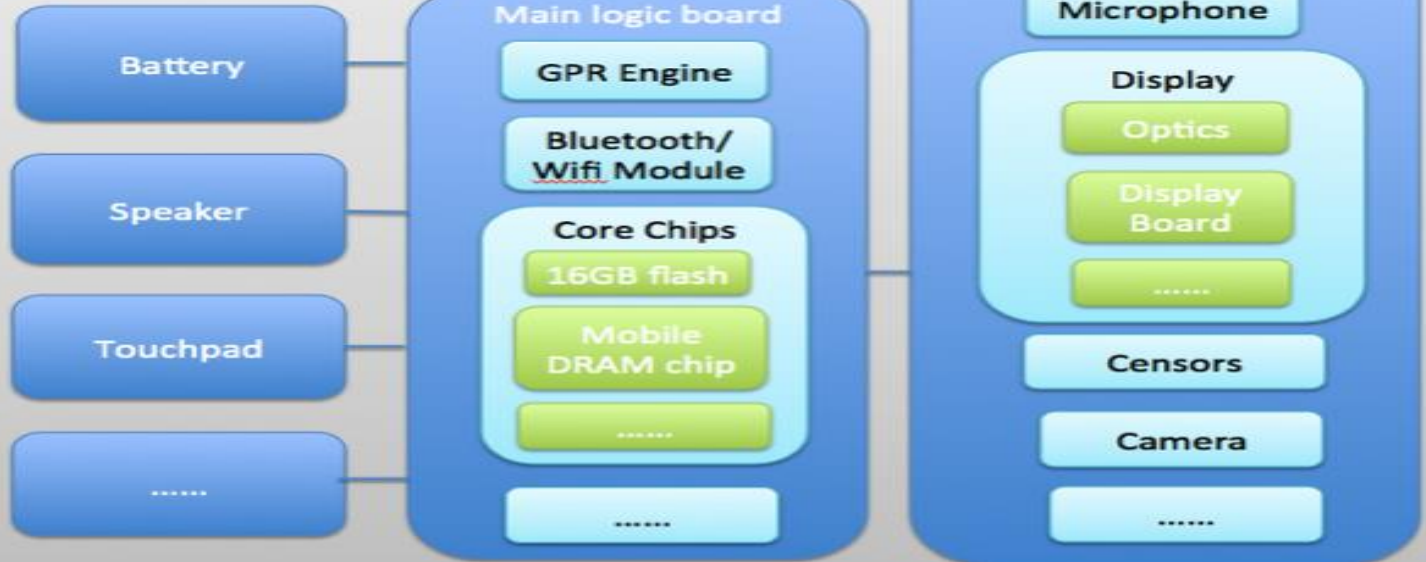 Battery
Speaker
Touchpad
......
Main logic board
GPR Engine
Bluetooth/
Wifi Module
Core Chips
16GB flash
Mobile
DRAM chip
......
......
Microphone
Display
Optics
Display
Board
......
Censors
Camera
......